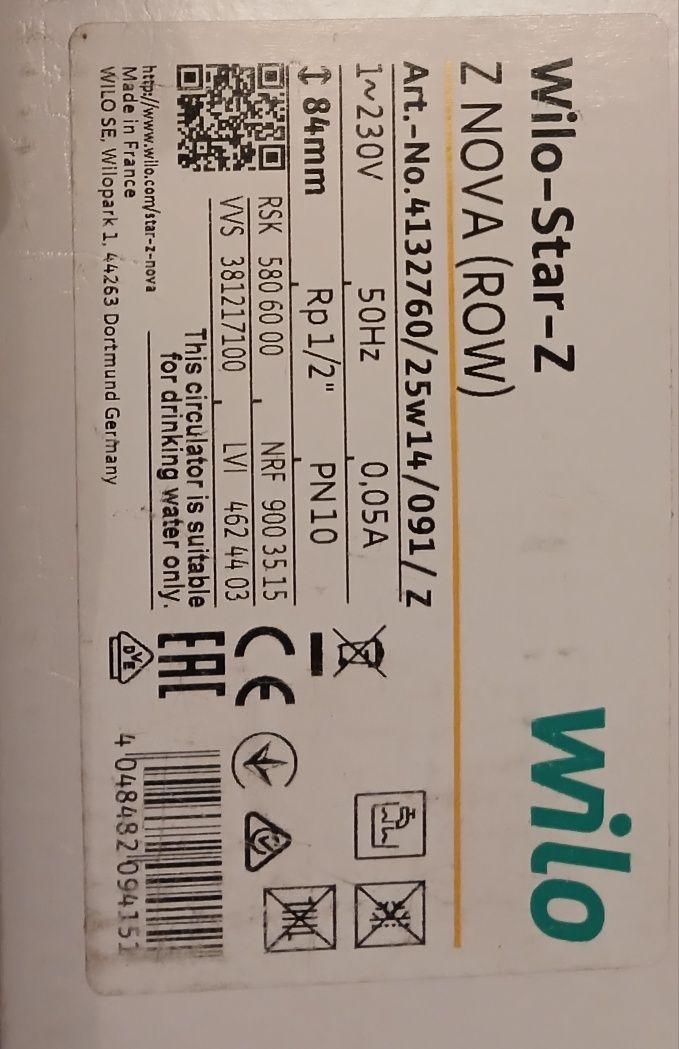 Wilo-Star-Z
Z NOVA (ROW)
wilo
Art.-No.4132760/25w14/091/Z
1~230V 50Hz 0,05A
↥ 84mm Rp 1/2" PN10
RSK 580 60 00 NRF 900 35 15
VVS 381217100 LVI 462 44 03
This circulator is suitable
for drinking water only.
http://www.wilo.com/star-z-nova
Made in France
WILO SE, Wilopark 1, 44263 Dortmund Germany
CE
EAC
DVE
4 048482 094151